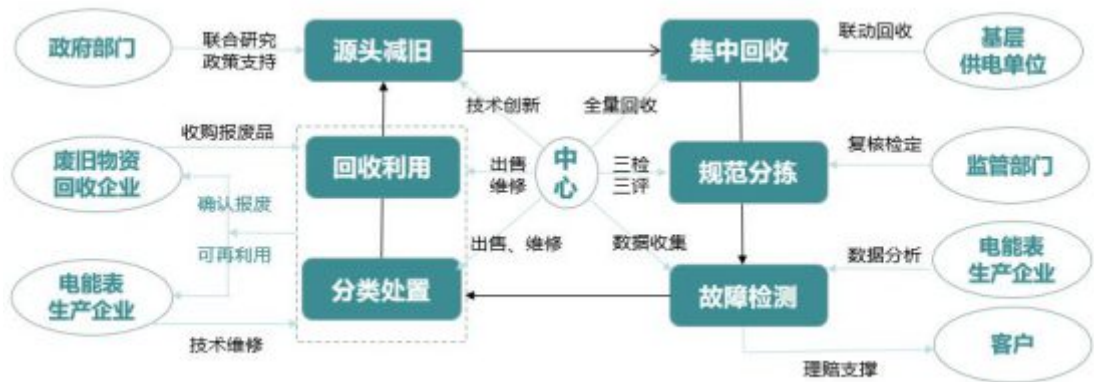 政府部门
联合研究
政策支持
源头减旧
集中回收
联动回收
基层
供电单位
技术创新
全量回收
收购报废品
废旧物资
回收企业
回收利用
出售
维修
中
心
三检
三评
规范分拣
复核检定
监管部门
确认报废
可再利用
出售、维修
数据收集
电能表
生产企业
技术维修
分类处置
故障检测
数据分析
电能表
生产企业
理赔支撑
客户